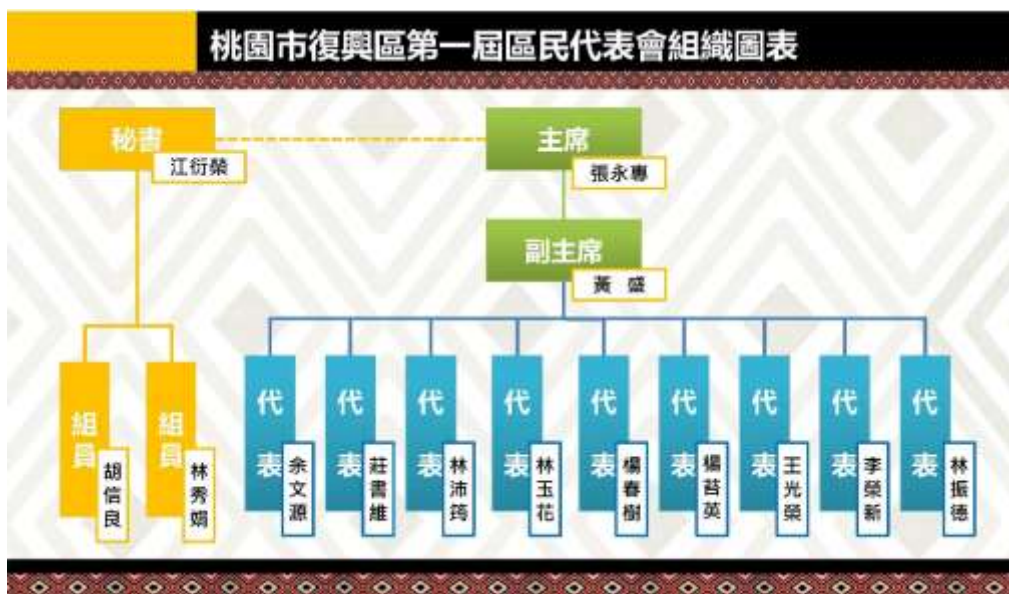 桃園市復興區第一屆區民代表會組織圖表
秘書
江衍榮
主席
張永專
副主席
黃 盛
組員
胡信良
組員
林秀娟
代表
余文源
代表
莊書維
代表
林沛筠
代表
林玉花
代表
楊春樹
代表
楊苔英
代表
王光榮
代表
李榮新
代表
林振德